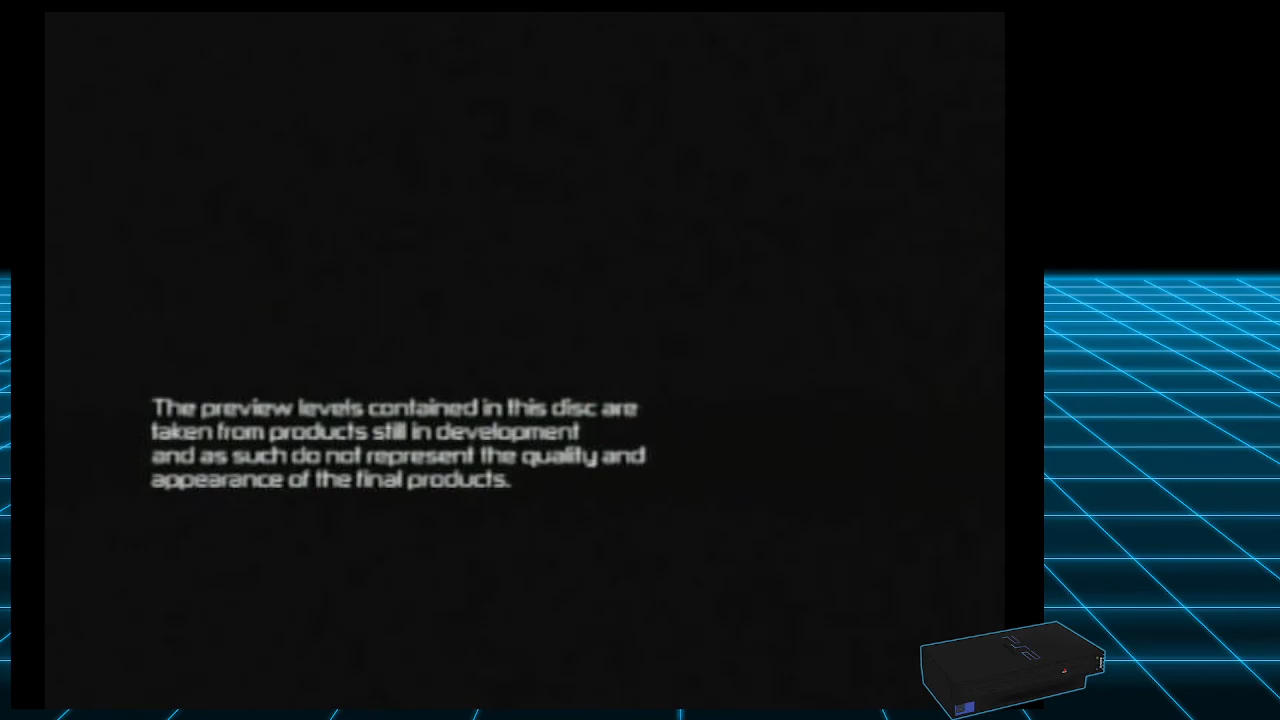 The preview levels contained in this disc are
taken from products still in development
and as such do not represent the quality and
appearance of the final products.
PS2